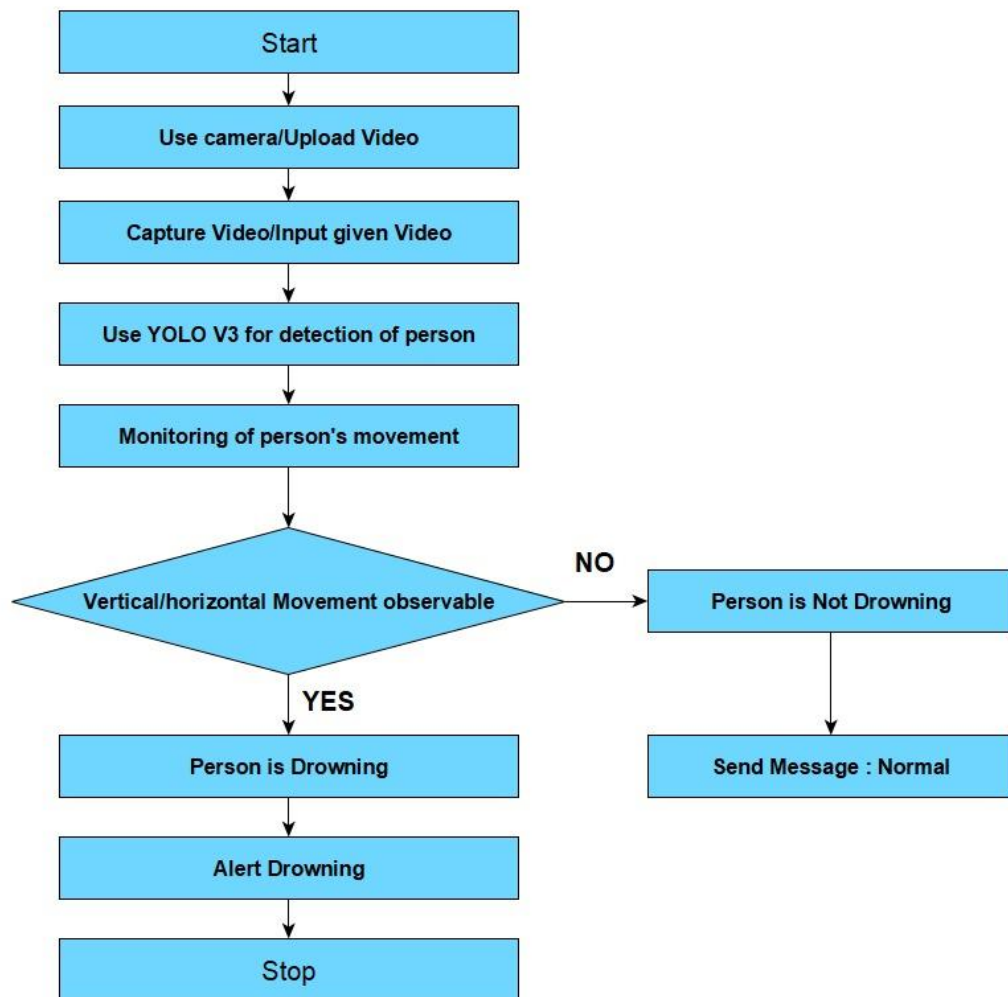 Start
Use camera/Upload Video
Capture Video/Input given Video
Use YOLO V3 for detection of person
Monitoring of person's movement
Vertical/horizontal Movement observable
NO
Person is Not Drowning
Send Message : Normal
YES
Person is Drowning
Alert Drowning
Stop